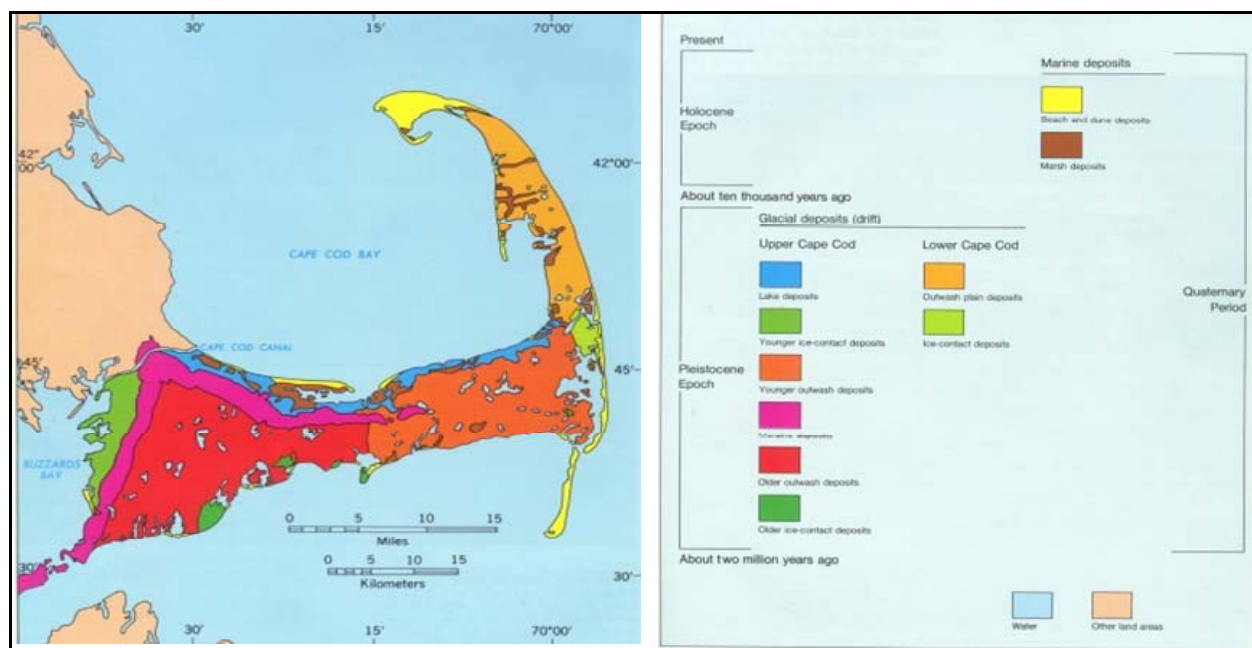 30'
15'
70°00'
42°
00'
42°00'
CAPE COD BAY
CAPE COD CANAL
45'
45'
BUZZARDS
BAY
0 5 10 15
Miles
0 5 10 15
Kilometers
30'
30'
30'
15'
70°00'
Present
Holocene
Epoch
Marine deposits
Beach and dune deposits
Marsh deposits
About ten thousand years ago
Glacial deposits (drift)
Upper Cape Cod
Lower Cape Cod
Lake deposits
Outwash plain deposits
Younger ice-contact deposits
Ice-contact deposits
Quaternary
Period
Pleistocene
Epoch
Younger outwash deposits
deposits
Older outwash deposits
Older ice-contact deposits
About two million years ago
Water
Other land areas